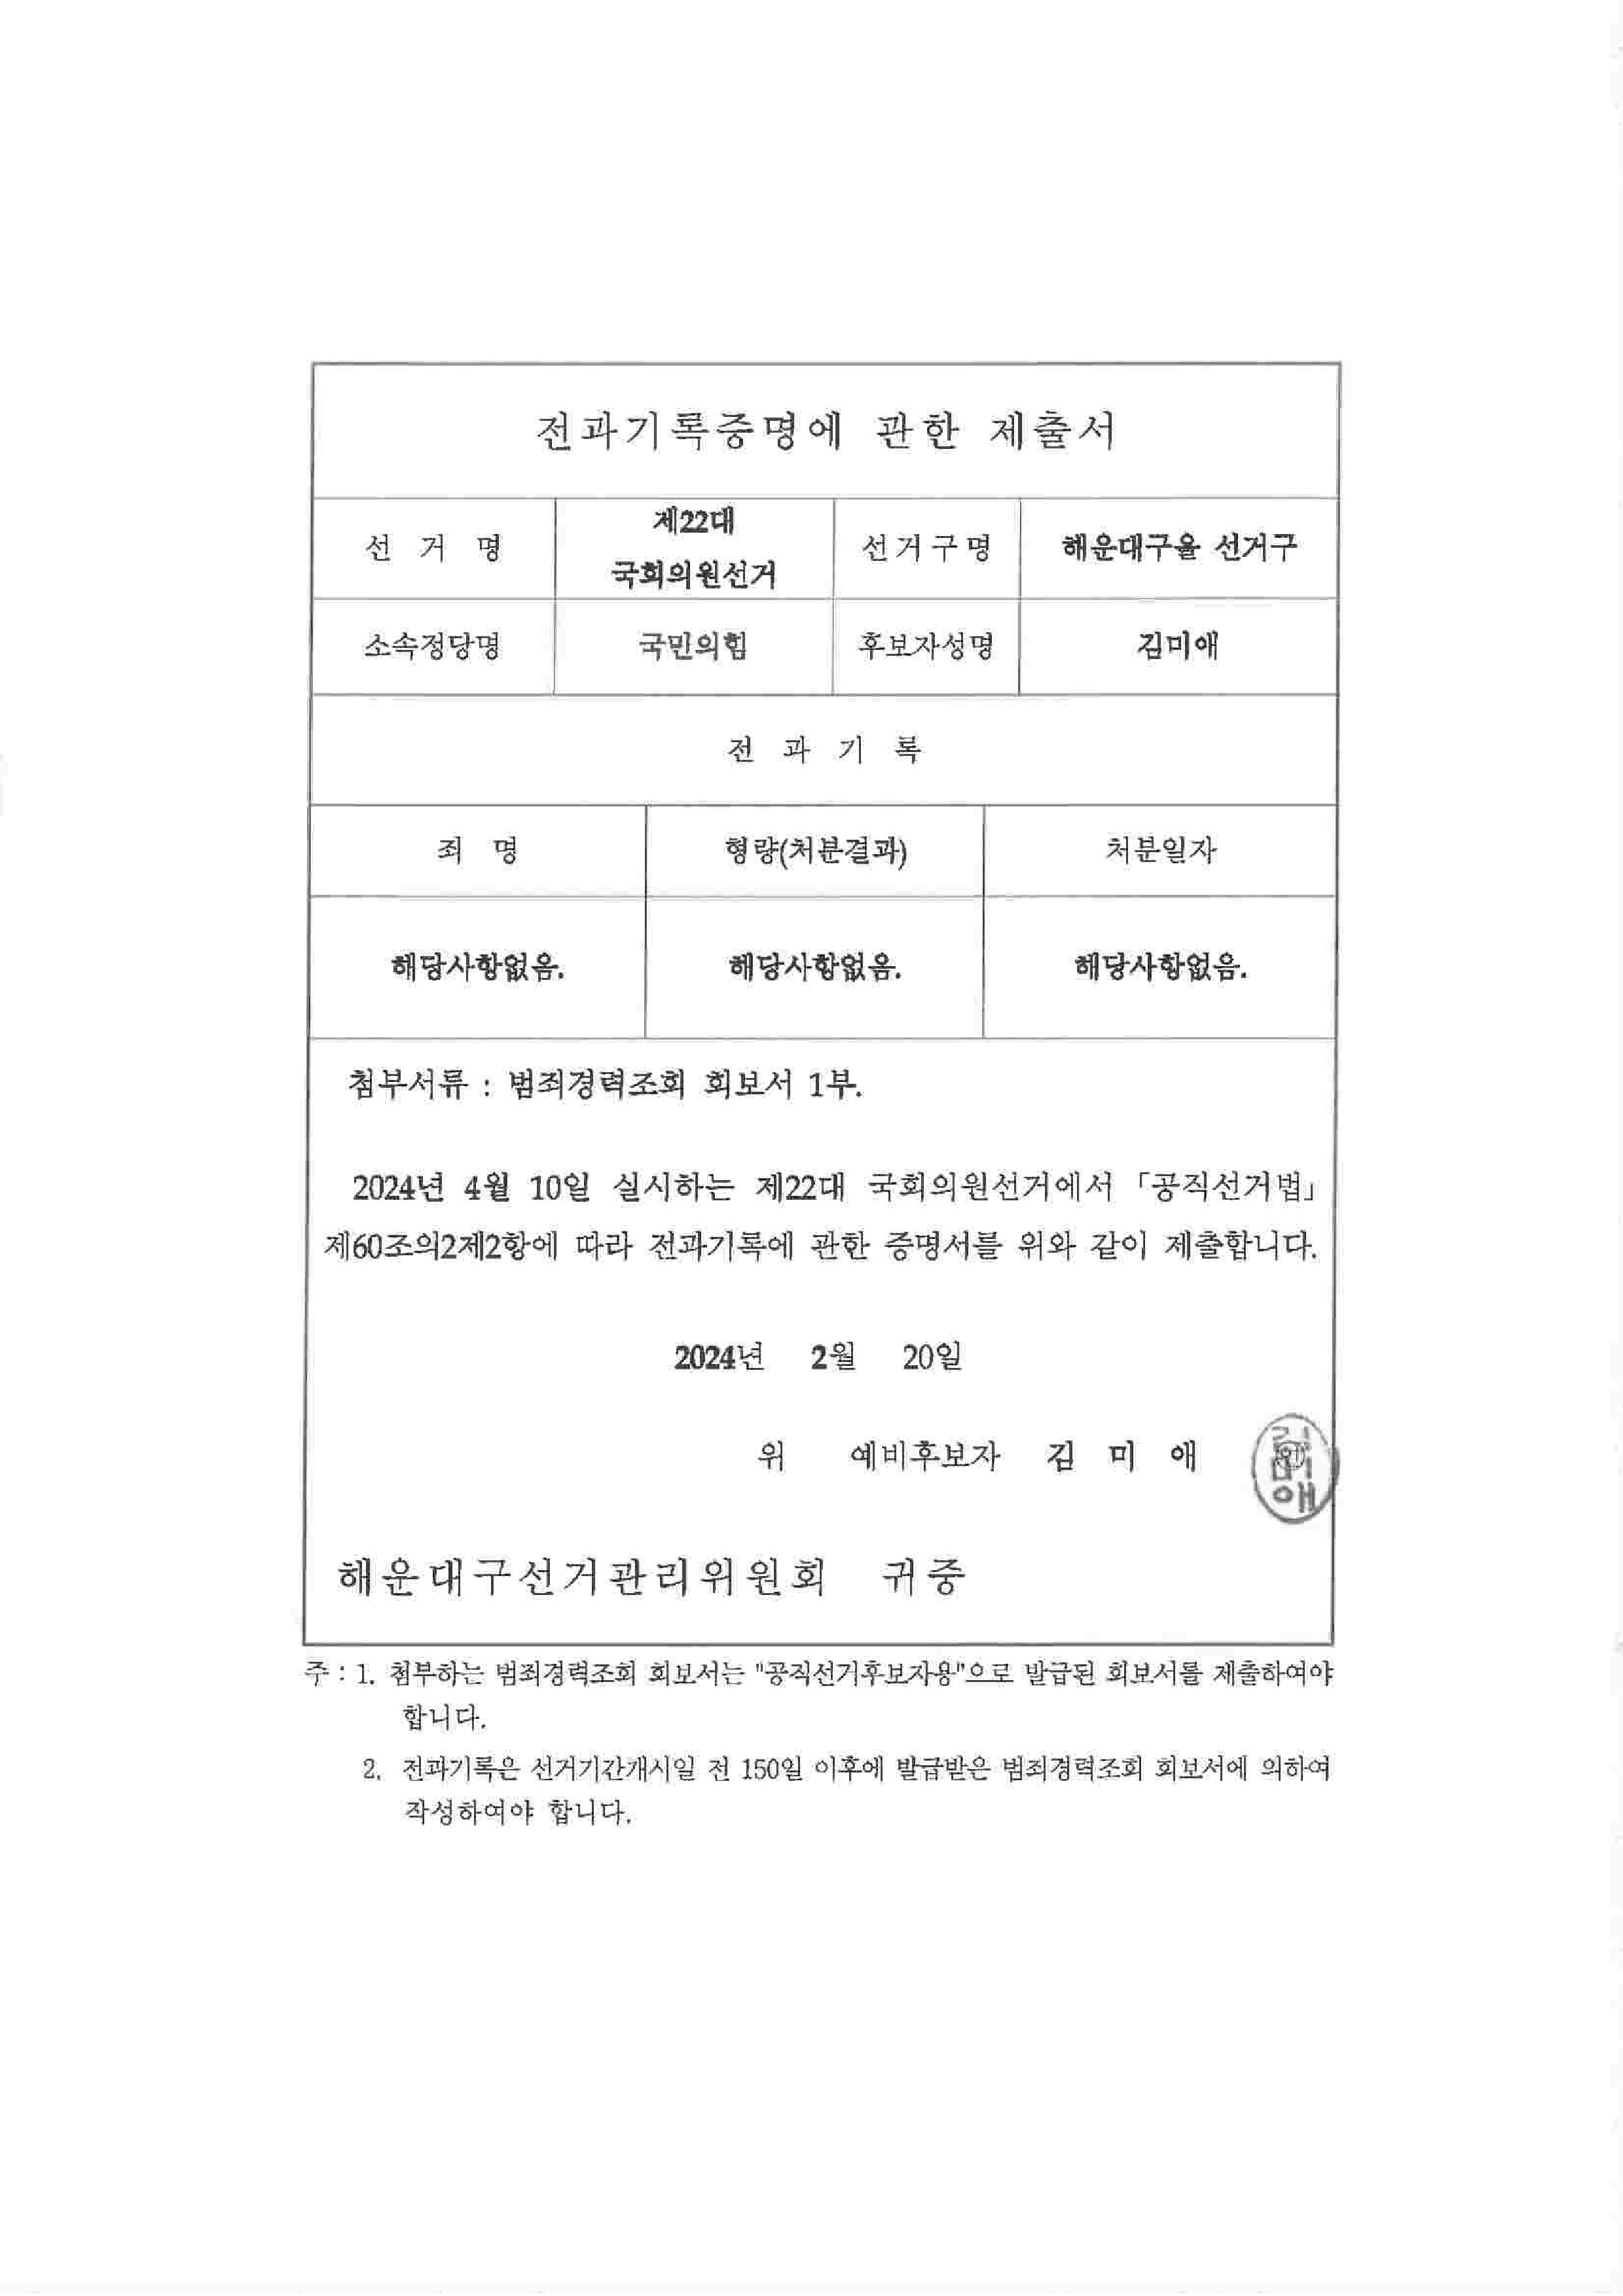 전과기록증명에 관한 제출서
선 거 명 제22대 국회의원선거 선거구명 해운대구을 선거구
소속정당명 국민의힘 후보자성명 김미애
전 과 기 록
죄 명 형량(처분결과) 처분일자
해당사항없음. 해당사항없음. 해당사항없음.
첨부서류 : 범죄경력조회 회보서 1부.
2024년 4월 10일 실시하는 제22대 국회의원선거에서 「공직선거법」
제60조의2제2항에 따라 전과기록에 관한 증명서를 위와 같이 제출합니다.
2024년 2월 20일
위 예비후보자 김 미 애 ㊞
김미애
해운대구선거관리위원회 귀중
주 : 1. 첨부하는 범죄경력조회 회보서는 "공직선거후보자용"으로 발급된 회보서를 제출하여야
합니다.
2. 전과기록은 선거기간개시일 전 150일 이후에 발급받은 범죄경력조회 회보서에 의하여
작성하여야 합니다.